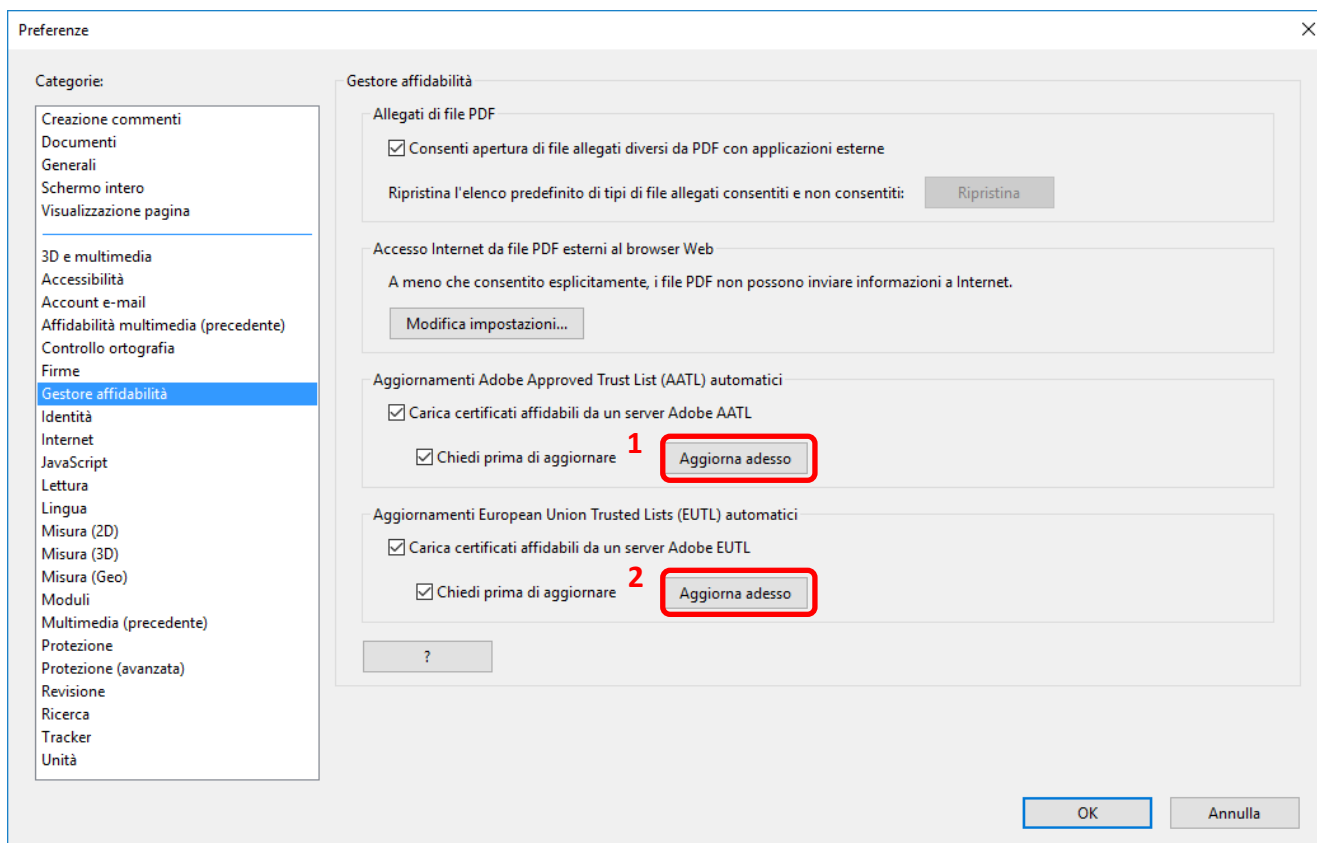 Preferenze
Categorie:
Creazione commenti
Documenti
Generali
Schermo intero
Visualizzazione pagina
3D e multimedia
Accessibilità
Account e-mail
Affidabilità multimedia (precedente)
Controllo ortografia
Firme
Gestore affidabilità
Identità
Internet
JavaScript
Lettura
Lingua
Misura (2D)
Misura (3D)
Misura (Geo)
Moduli
Multimedia (precedente)
Protezione
Protezione (avanzata)
Revisione
Ricerca
Tracker
Unità
Gestore affidabilità
Allegati di file PDF
Consenti apertura di file allegati diversi da PDF con applicazioni esterne
Ripristina l'elenco predefinito di tipi di file allegati consentiti e non consentiti: Ripristina
Accesso Internet da file PDF esterni al browser Web
A meno che consentito esplicitamente, i file PDF non possono inviare informazioni a Internet.
Modifica impostazioni...
Aggiornamenti Adobe Approved Trust List (AATL) automatici
Carica certificati affidabili da un server Adobe AATL
Chiedi prima di aggiornare 1 Aggiorna adesso
Aggiornamenti European Union Trusted Lists (EUTL) automatici
Carica certificati affidabili da un server Adobe EUTL
Chiedi prima di aggiornare 2 Aggiorna adesso
?
OK Annulla